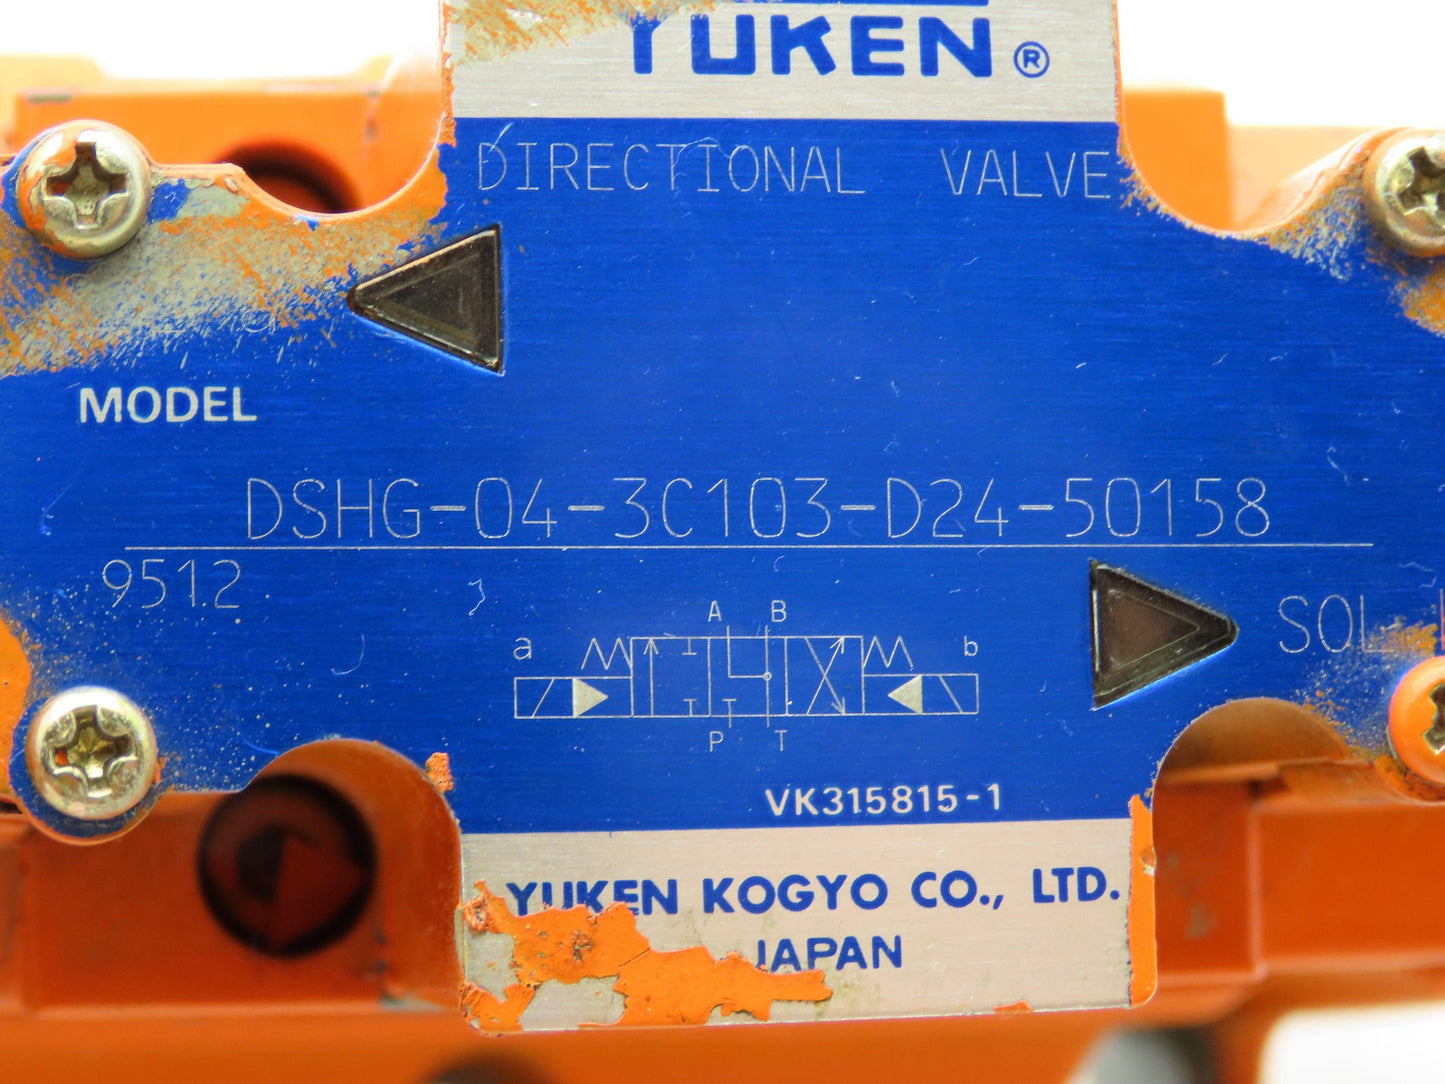 YUKEN®
DIRECTIONAL VALVE
MODEL
DSHG-04-3C103-D24-50158
9512
SOL
A B
a b
P T
VK315815-1
YUKEN KOGYO CO., LTD.
JAPAN